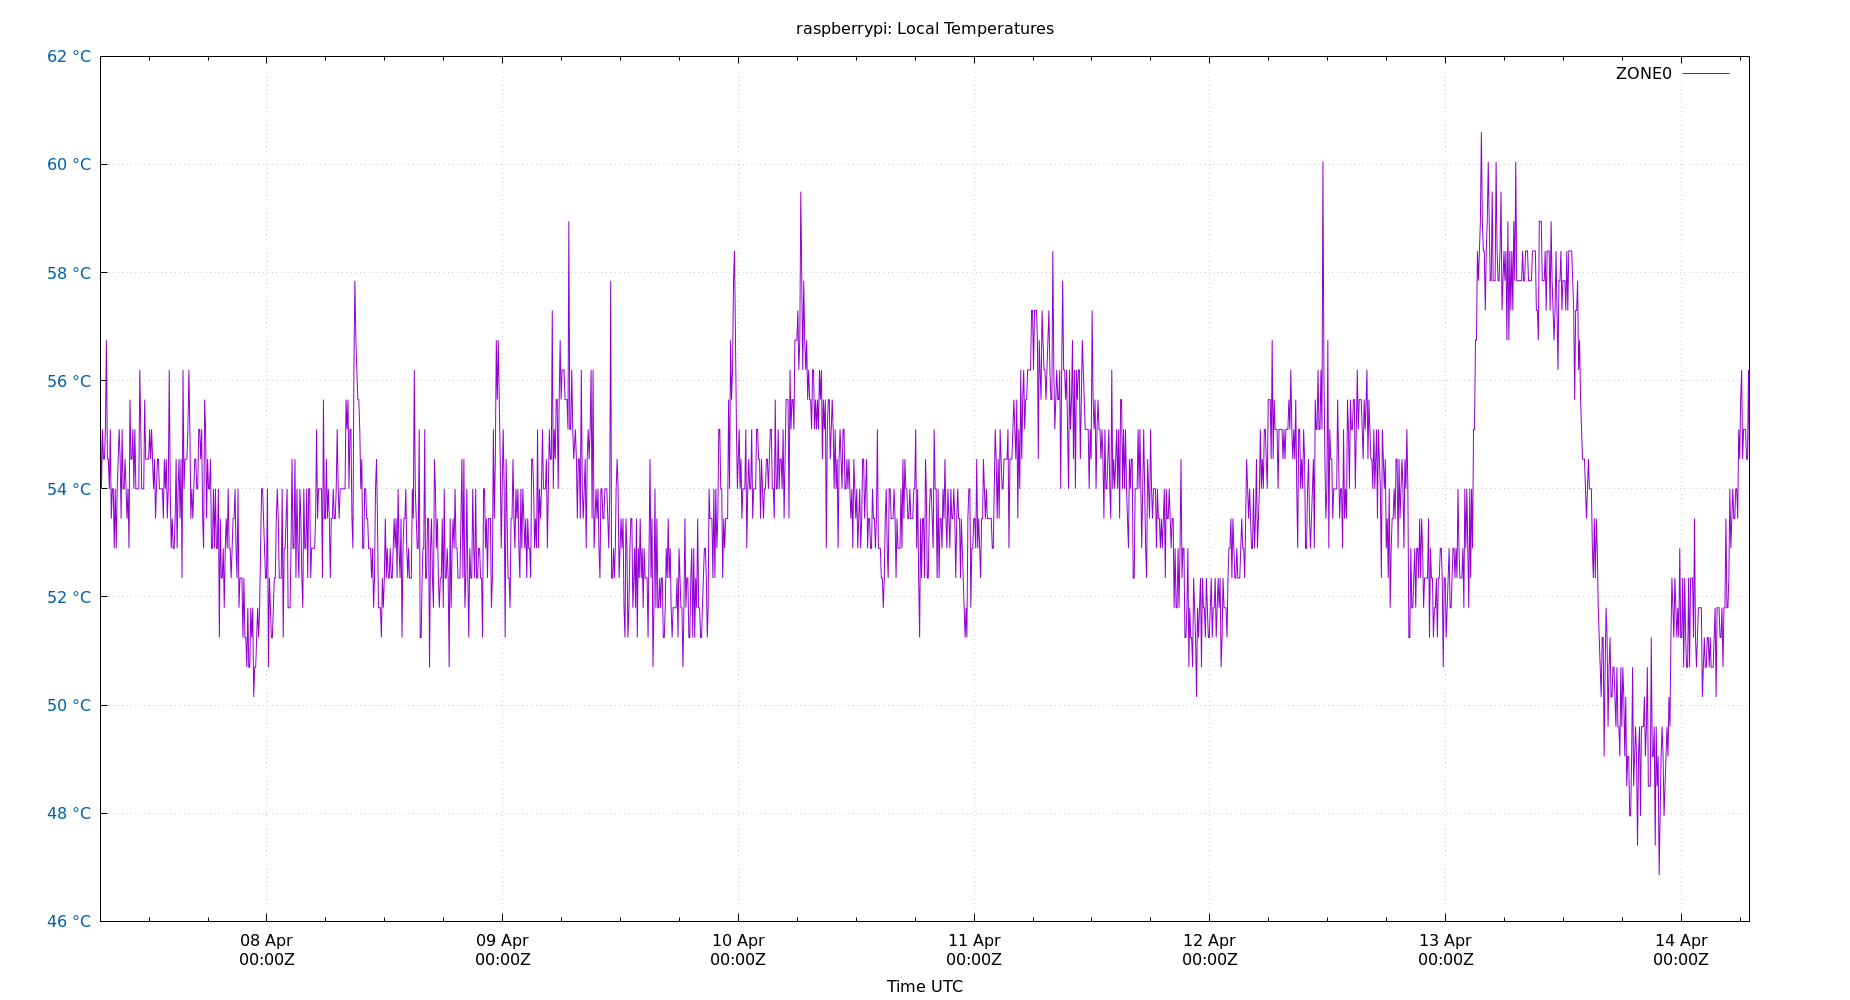 raspberrypi: Local Temperatures
62 °C
ZONE0
60 °C
58 °C
56 °C
54 °C
52 °C
50 °C
48 °C
46 °C
08 Apr 09 Apr 10 Apr 11 Apr 12 Apr 13 Apr 14 Apr
00:00Z 00:00Z 00:00Z 00:00Z 00:00Z 00:00Z 00:00Z
Time UTC